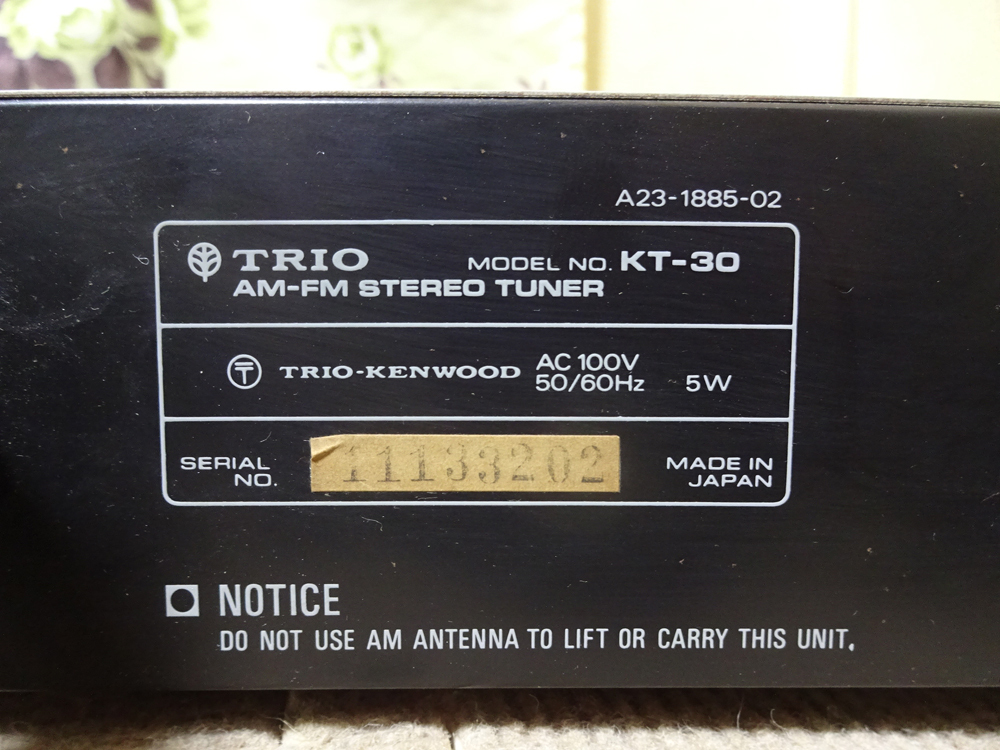 A23-1885-02
TRIO MODEL NO. KT-30
AM-FM STEREO TUNER
TRIO-KENWOOD AC 100V
50/60Hz 5W
SERIAL NO. 11133202 MADE IN JAPAN
NOTICE
DO NOT USE AM ANTENNA TO LIFT OR CARRY THIS UNIT.